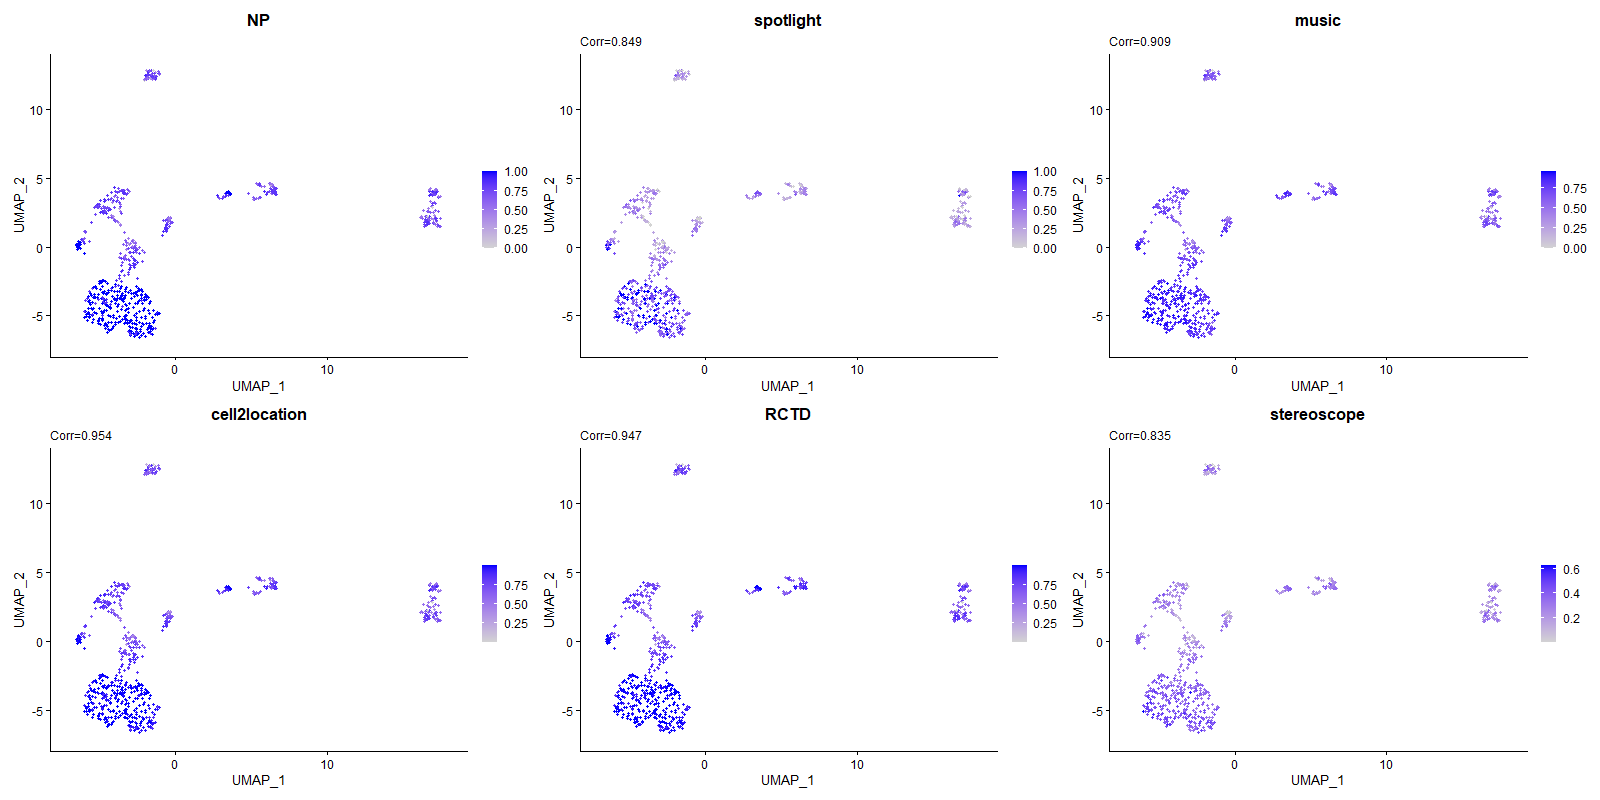 NP
UMAP_2
10
5
0
-5
0
10
UMAP_1
1.00
0.75
0.50
0.25
0.00
spotlight
Corr=0.849
UMAP_2
10
5
0
-5
0
10
UMAP_1
1.00
0.75
0.50
0.25
0.00
music
Corr=0.909
UMAP_2
10
5
0
-5
0
10
UMAP_1
0.75
0.50
0.25
0.00
cell2location
Corr=0.954
UMAP_2
10
5
0
-5
0
10
UMAP_1
0.75
0.50
0.25
RCTD
Corr=0.947
UMAP_2
10
5
0
-5
0
10
UMAP_1
0.75
0.50
0.25
stereoscope
Corr=0.835
UMAP_2
10
5
0
-5
0
10
UMAP_1
0.6
0.4
0.2